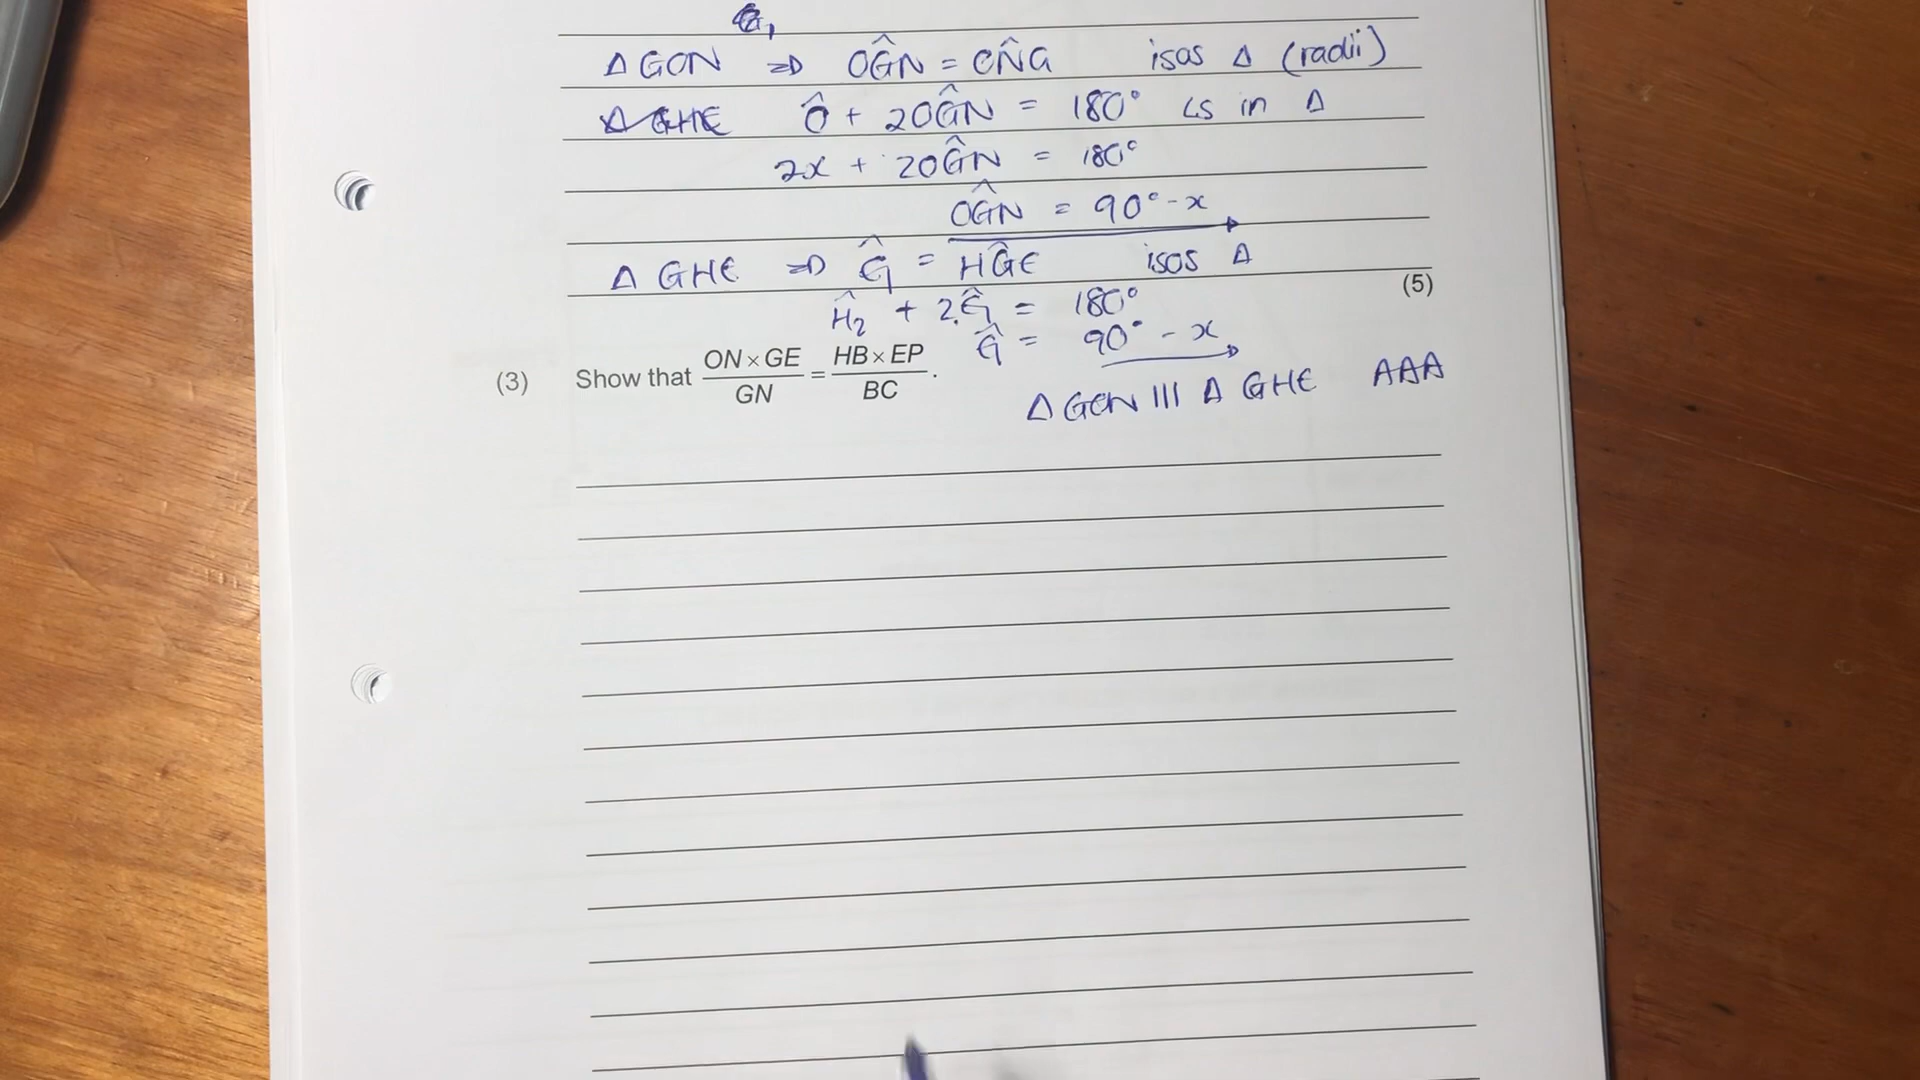 Δ GON ⇒ OĜN = ON̂G isos Δ (radii)
Δ GHE Ô + 2OĜN = 180° ∠s in Δ
2x + 2OĜN = 180°
OĜN = 90° - x
Δ GHE ⇒ Ĝ₁ = HĜE isos Δ
(5)
Ĥ₂ + 2Ĝ₁ = 180°
Ĝ₁ = 90° - x
(3) Show that ON × GE / GN = HB × EP / BC .
Δ GON ||| Δ GHE AAA